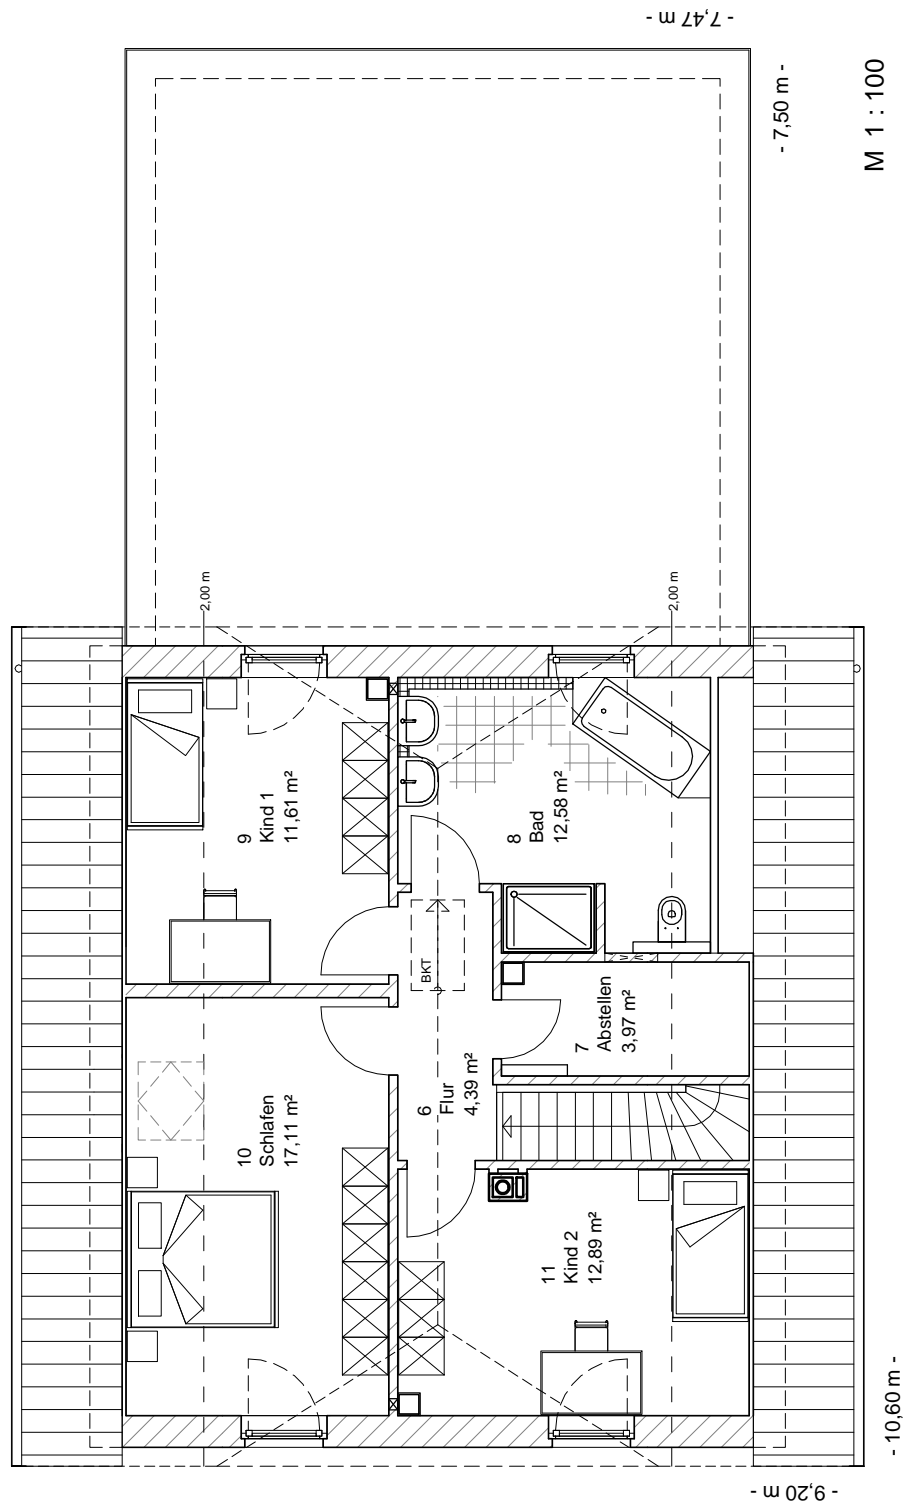 - 7,47 m -
- 7,50 m -
M 1 : 100
2,00 m
2,00 m
9
Kind 1
11,61 m²
8
Bad
12,58 m²
BKT
7
Abstellen
3,97 m²
6
Flur
4,39 m²
10
Schlafen
17,11 m²
11
Kind 2
12,89 m²
- 10,60 m -
- 9,20 m -